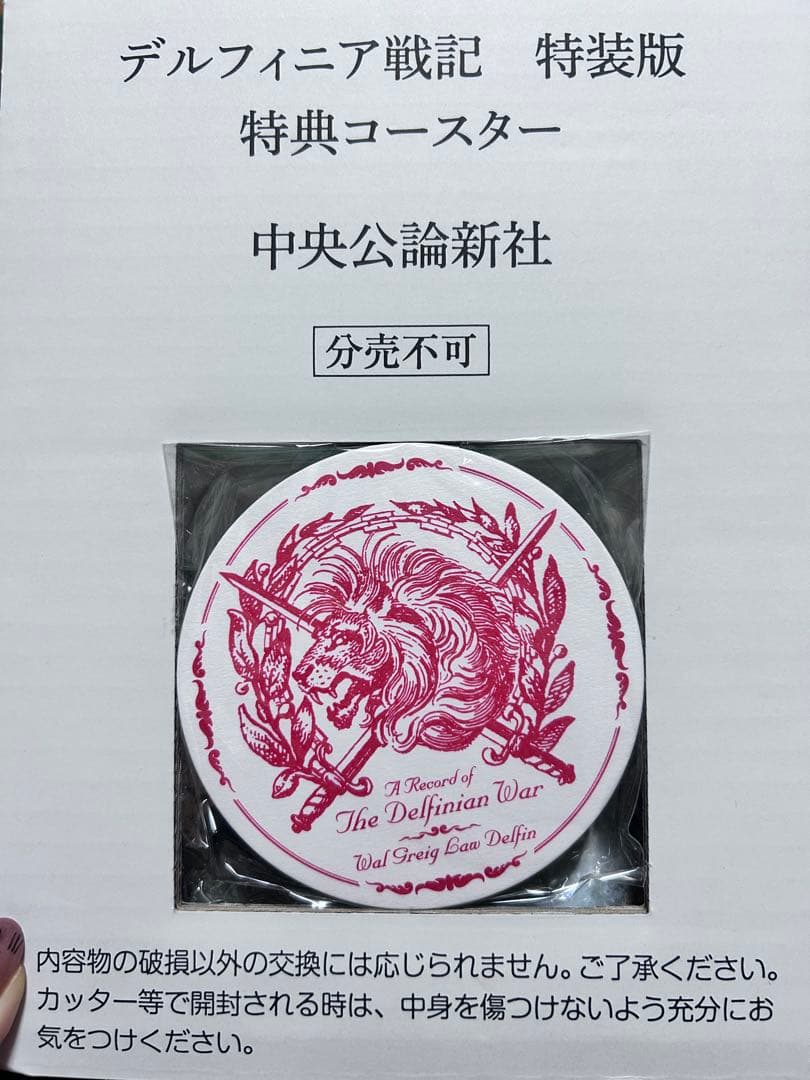 デルフィニア戦記　特装版
特典コースター
中央公論新社
分売不可
A Record of
The Delfinian War
Wal Greig Law Delfin
内容物の破損以外の交換には応じられません。ご了承ください。
カッター等で開封される時は、中身を傷つけないよう充分にお
気をつけください。